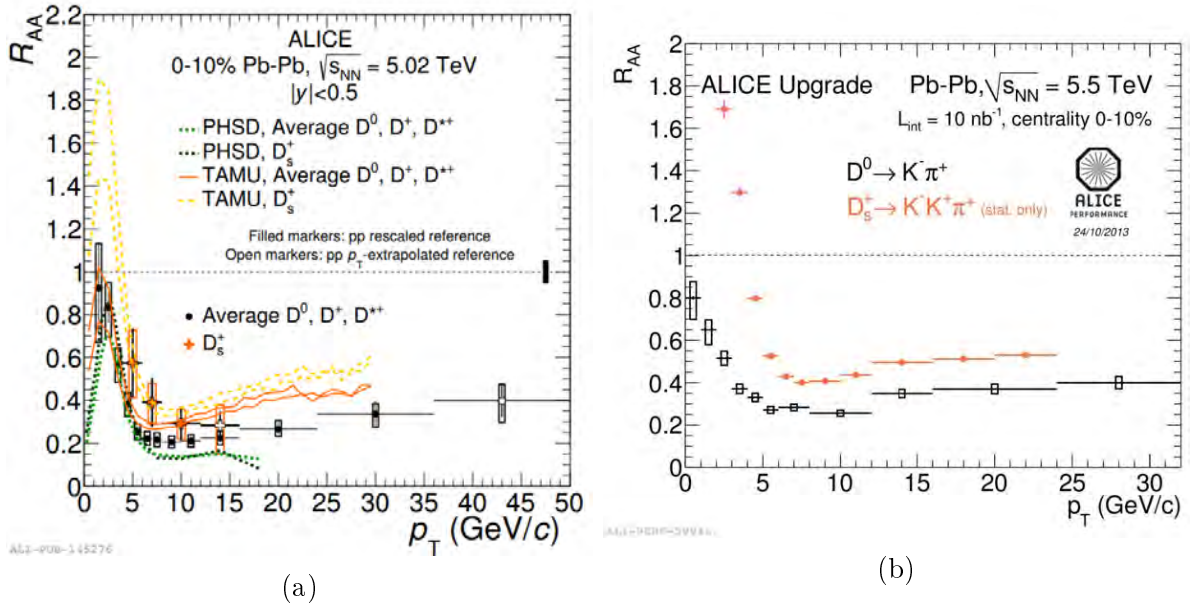 R_AA
2.2
2
1.8
1.6
1.4
1.2
1
0.8
0.6
0.4
0.2
0
ALICE
0-10% Pb-Pb, √s_NN = 5.02 TeV
|y|<0.5
PHSD, Average D⁰, D⁺, D*⁺
PHSD, D_s⁺
TAMU, Average D⁰, D⁺, D*⁺
TAMU, D_s⁺
Filled markers: pp rescaled reference
Open markers: pp p_T-extrapolated reference
Average D⁰, D⁺, D*⁺
D_s⁺
0 5 10 15 20 25 30 35 40 45 50
p_T (GeV/c)
ALI-PUB-145276
(a)
R_AA
2
1.8
1.6
1.4
1.2
1
0.8
0.6
0.4
0.2
0
ALICE Upgrade
Pb-Pb, √s_NN = 5.5 TeV
L_int = 10 nb⁻¹, centrality 0-10%
D⁰→ K⁻π⁺
D_s⁺→ K⁻K⁺π⁺ (stat. only)
ALICE
PERFORMANCE
24/10/2013
0 5 10 15 20 25 30
p_T (GeV/c)
(b)